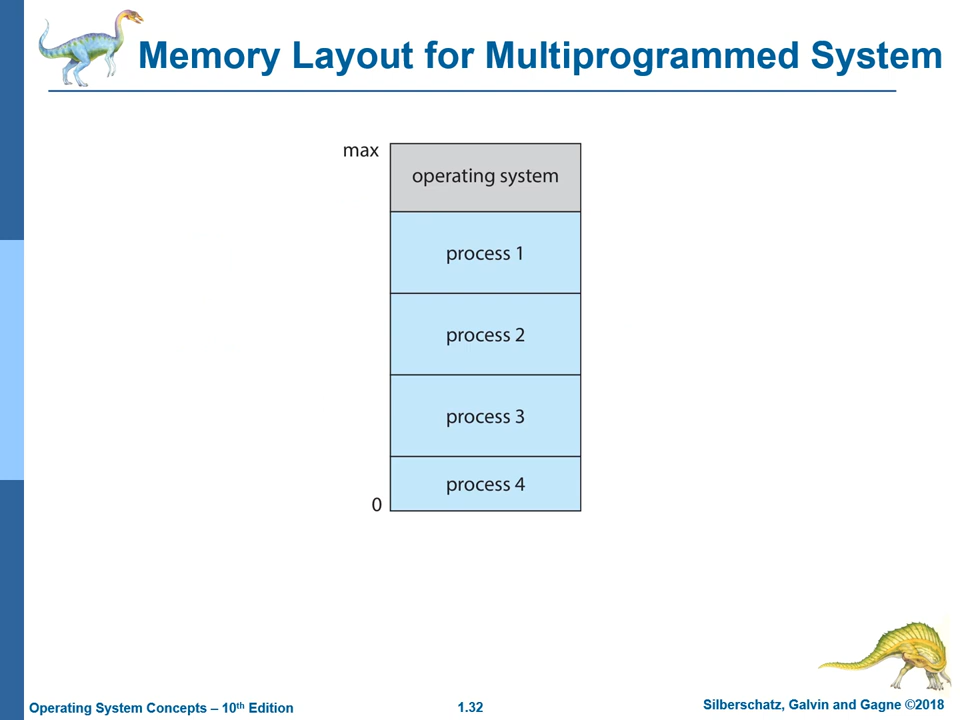 Memory Layout for Multiprogrammed System
max
operating system
process 1
process 2
process 3
process 4
0
Operating System Concepts – 10th Edition
1.32
Silberschatz, Galvin and Gagne ©2018